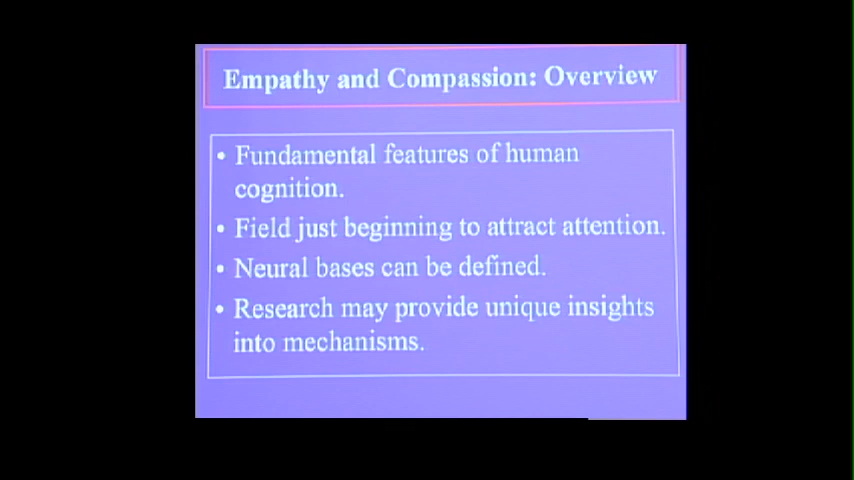 Empathy and Compassion: Overview
• Fundamental features of human
cognition.
• Field just beginning to attract attention.
• Neural bases can be defined.
• Research may provide unique insights
into mechanisms.